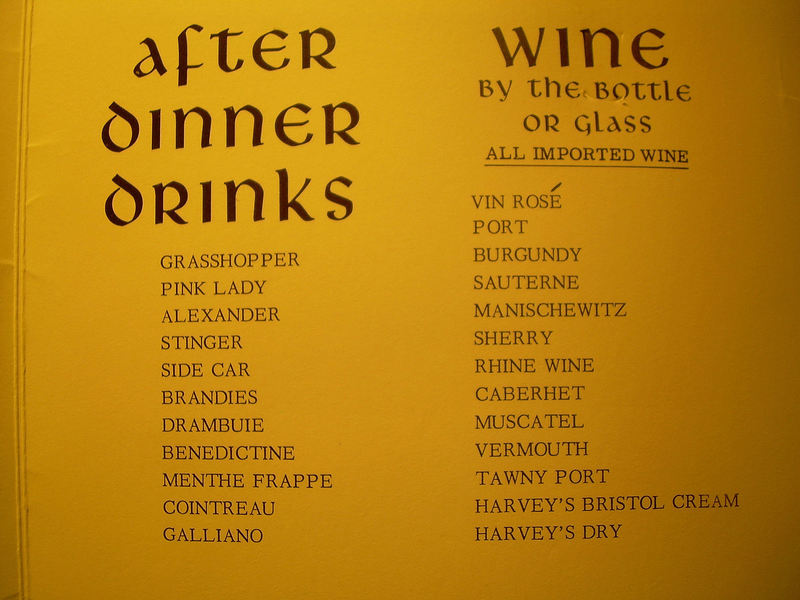 AFTER
DINNER
DRINKS
GRASSHOPPER
PINK LADY
ALEXANDER
STINGER
SIDE CAR
BRANDIES
DRAMBUIE
BENEDICTINE
MENTHE FRAPPE
COINTREAU
GALLIANO
WINE
BY THE BOTTLE
OR GLASS
ALL IMPORTED WINE
VIN ROSÉ
PORT
BURGUNDY
SAUTERNE
MANISCHEWITZ
SHERRY
RHINE WINE
CABERHET
MUSCATEL
VERMOUTH
TAWNY PORT
HARVEY'S BRISTOL CREAM
HARVEY'S DRY